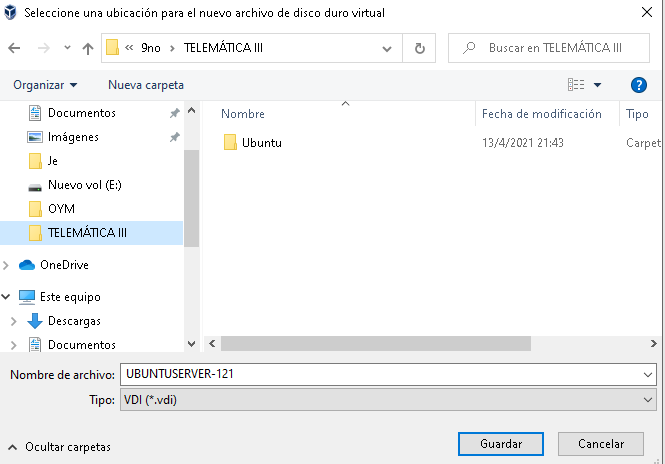 Seleccione una ubicación para el nuevo archivo de disco duro virtual
9no TELEMÁTICA III
Buscar en TELEMÁTICA III
Organizar
Nueva carpeta
?
Documentos
Imágenes
Je
Nuevo vol (E:)
OYM
TELEMÁTICA III
OneDrive
Este equipo
Descargas
Documentos
Nombre
Fecha de modificación
Tipo
Ubuntu
13/4/2021 21:43
Carpet
Nombre de archivo: UBUNTUSERVER-121
Tipo: VDI (*.vdi)
Ocultar carpetas
Guardar
Cancelar